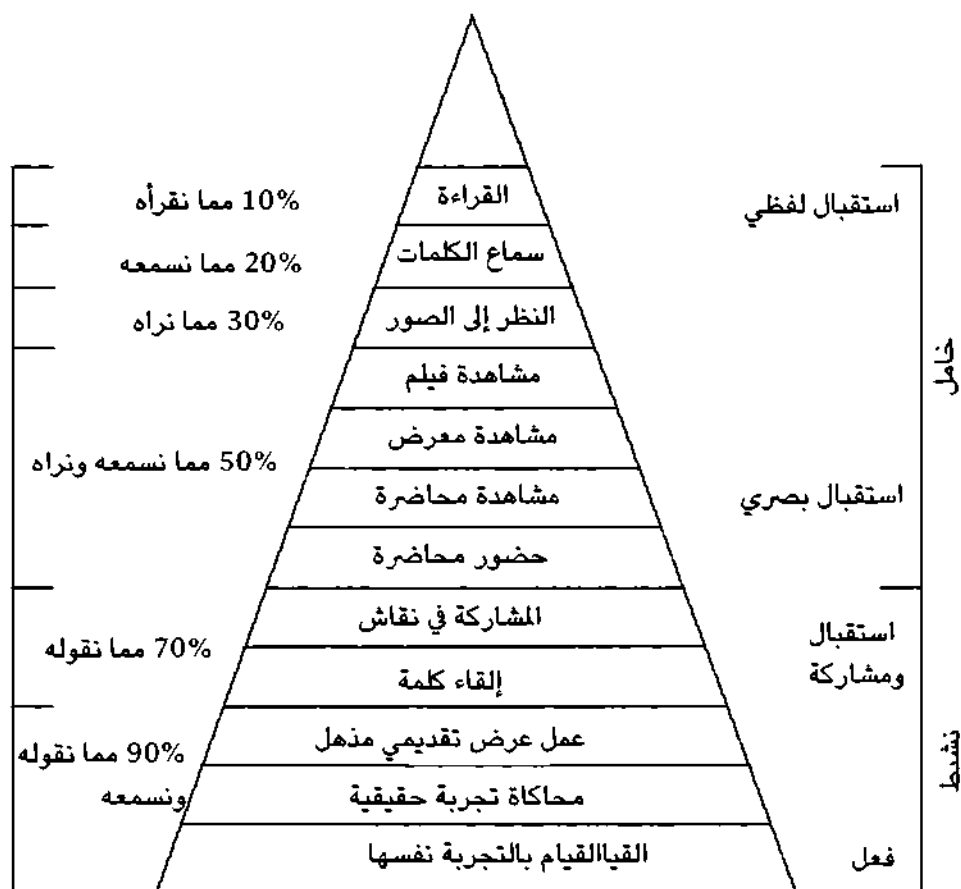 استقبال لفظي
القراءة
10% مما نقرأه
سماع الكلمات
20% مما نسمعه
النظر إلى الصور
30% مما نراه
خامل
مشاهدة فيلم
مشاهدة معرض
50% مما نسمعه ونراه
استقبال بصري
مشاهدة محاضرة
حضور محاضرة
استقبال
ومشاركة
المشاركة في نقاش
70% مما نقوله
إلقاء كلمة
نشيط
عمل عرض تقديمي مذهل
90% مما نقوله
ونسمعه
محاكاة تجربة حقيقية
فعل
القياالقيام بالتجربة نفسها